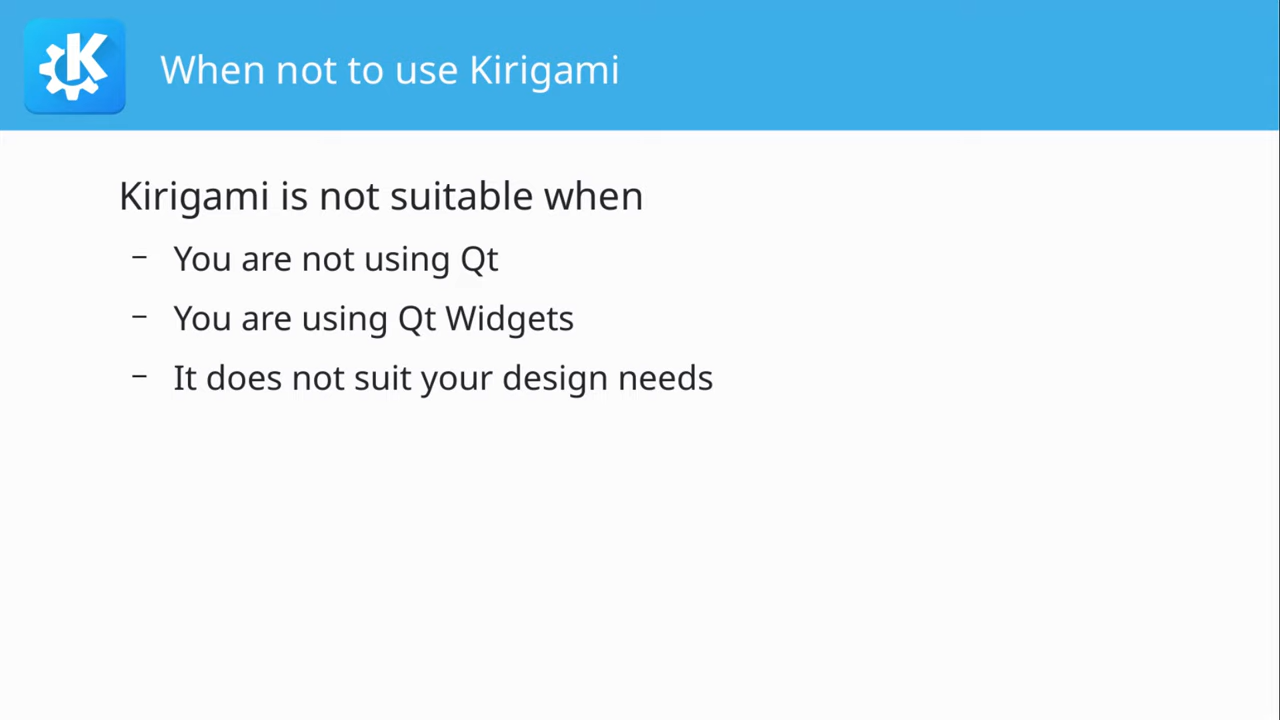 When not to use Kirigami
Kirigami is not suitable when
– You are not using Qt
– You are using Qt Widgets
– It does not suit your design needs